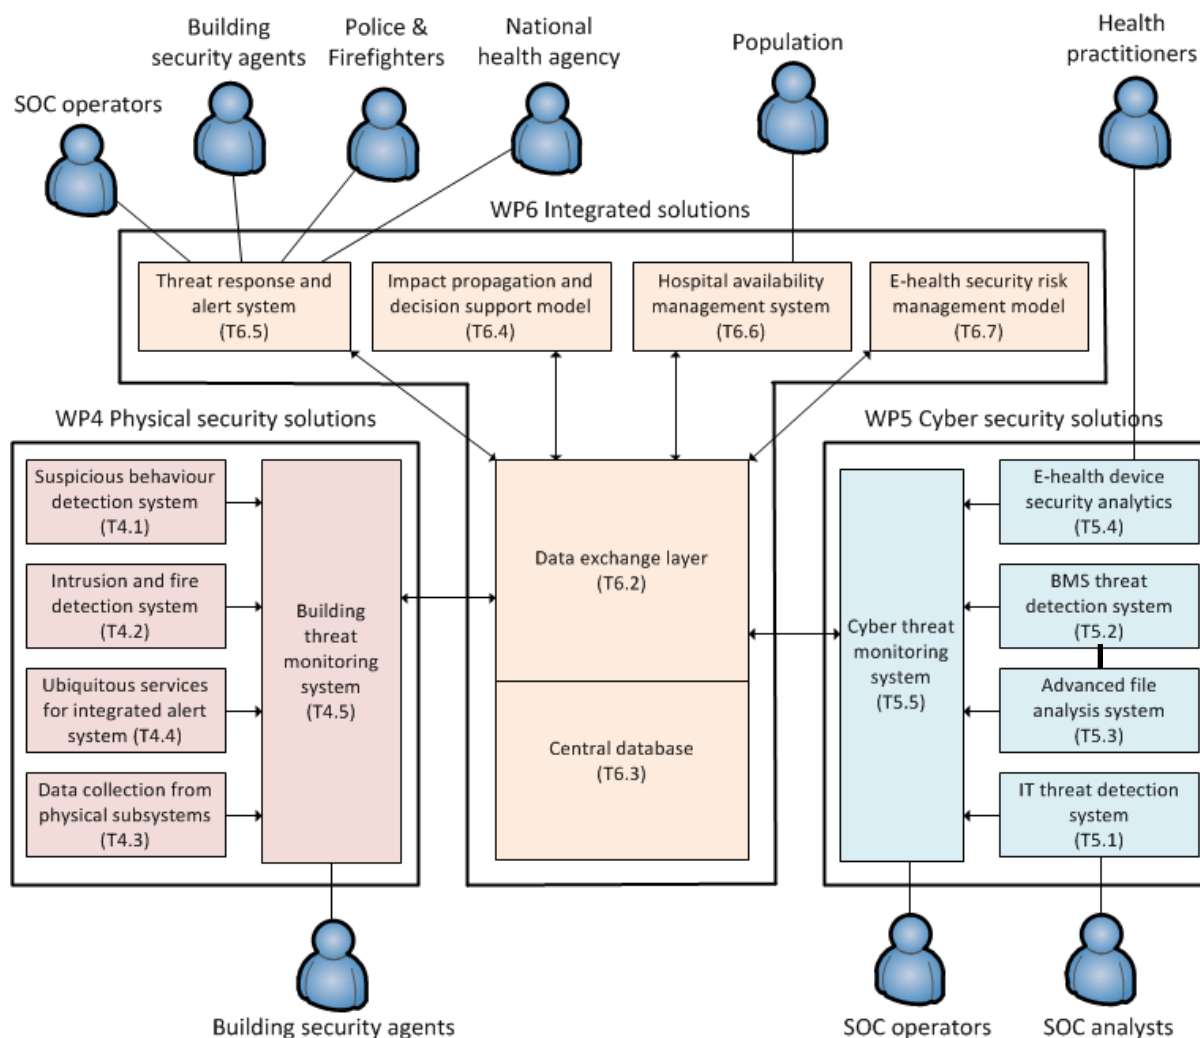 Building
security agents
Police &
Firefighters
National
health agency
Population
Health
practitioners
SOC operators
WP6 Integrated solutions
Threat response and
alert system
(T6.5)
Impact propagation and
decision support model
(T6.4)
Hospital availability
management system
(T6.6)
E-health security risk
management model
(T6.7)
WP4 Physical security solutions
Suspicious behaviour
detection system
(T4.1)
Intrusion and fire
detection system
(T4.2)
Ubiquitous services
for integrated alert
system (T4.4)
Data collection from
physical subsystems
(T4.3)
Building
threat
monitoring
system
(T4.5)
Data exchange layer
(T6.2)
Central database
(T6.3)
WP5 Cyber security solutions
Cyber threat
monitoring
system
(T5.5)
E-health device
security analytics
(T5.4)
BMS threat
detection system
(T5.2)
Advanced file
analysis system
(T5.3)
IT threat detection
system
(T5.1)
Building security agents
SOC operators
SOC analysts